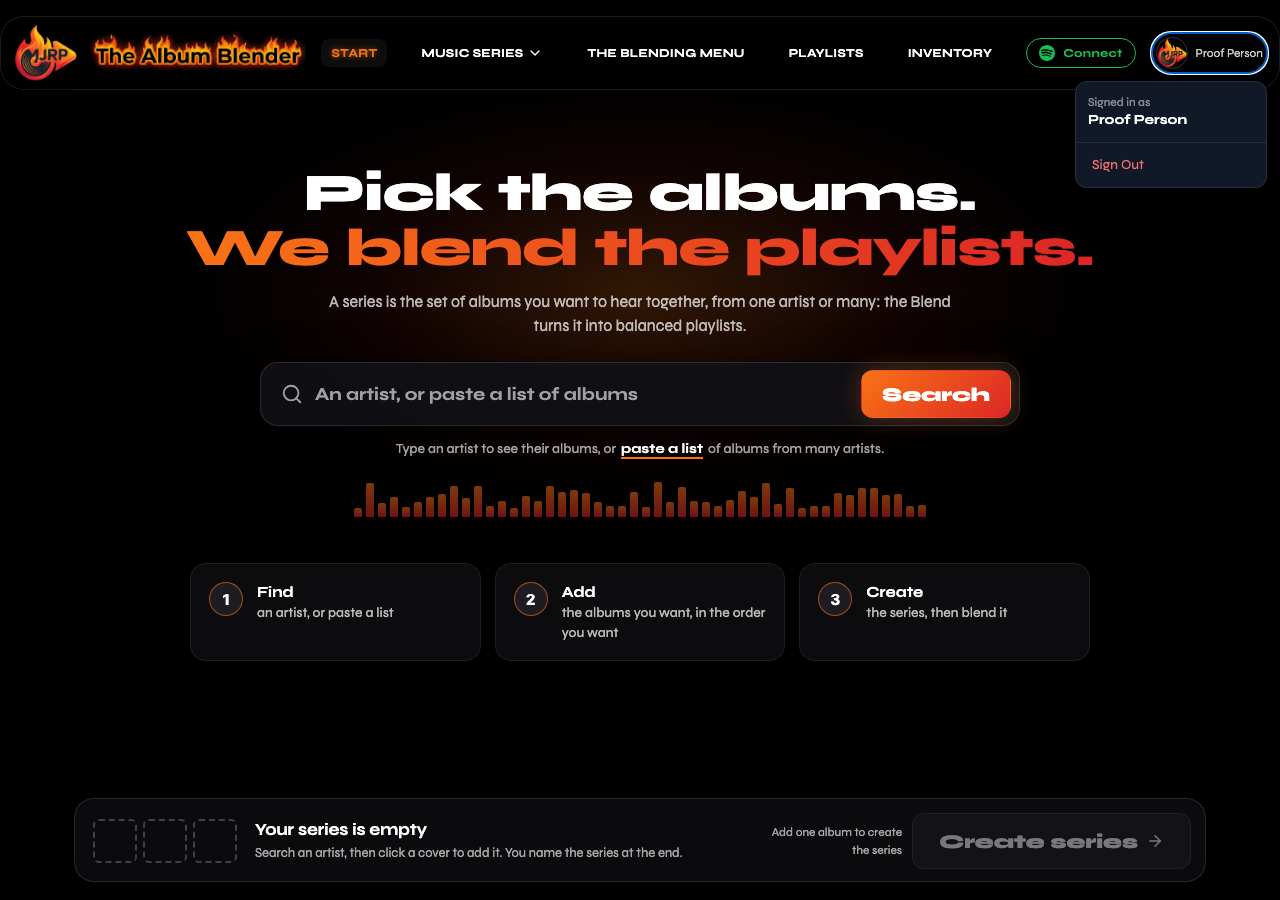 JRP
The Album Blender
START
MUSIC SERIES
THE BLENDING MENU
PLAYLISTS
INVENTORY
Connect
Proof Person
Signed in as
Proof Person
Sign Out
Pick the albums.
We blend the playlists.
A series is the set of albums you want to hear together, from one artist or many: the Blend
turns it into balanced playlists.
An artist, or paste a list of albums
Search
Type an artist to see their albums, or paste a list of albums from many artists.
1
Find
an artist, or paste a list
2
Add
the albums you want, in the order
you want
3
Create
the series, then blend it
Your series is empty
Search an artist, then click a cover to add it. You name the series at the end.
Add one album to create
the series
Create series